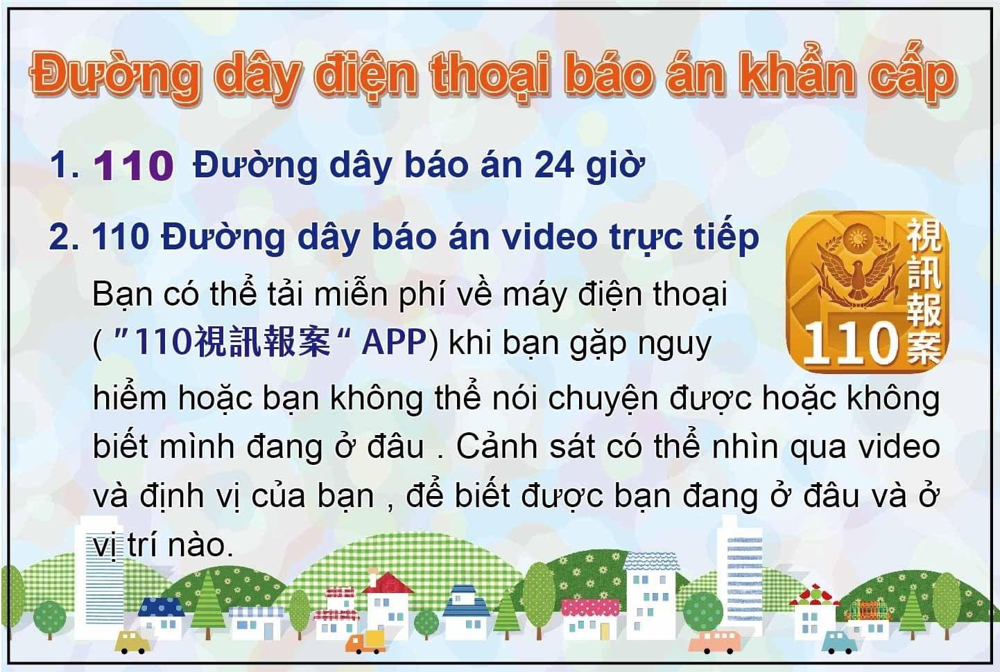 Đường dây điện thoại báo án khẩn cấp
1. 110 Đường dây báo án 24 giờ
2. 110 Đường dây báo án video trực tiếp
Bạn có thể tải miễn phí về máy điện thoại
( ”110視訊報案“ APP) khi bạn gặp nguy
hiểm hoặc bạn không thể nói chuyện được hoặc không
biết mình đang ở đâu . Cảnh sát có thể nhìn qua video
và định vị của bạn , để biết được bạn đang ở đâu và ở
vị trí nào.
視訊報案
110